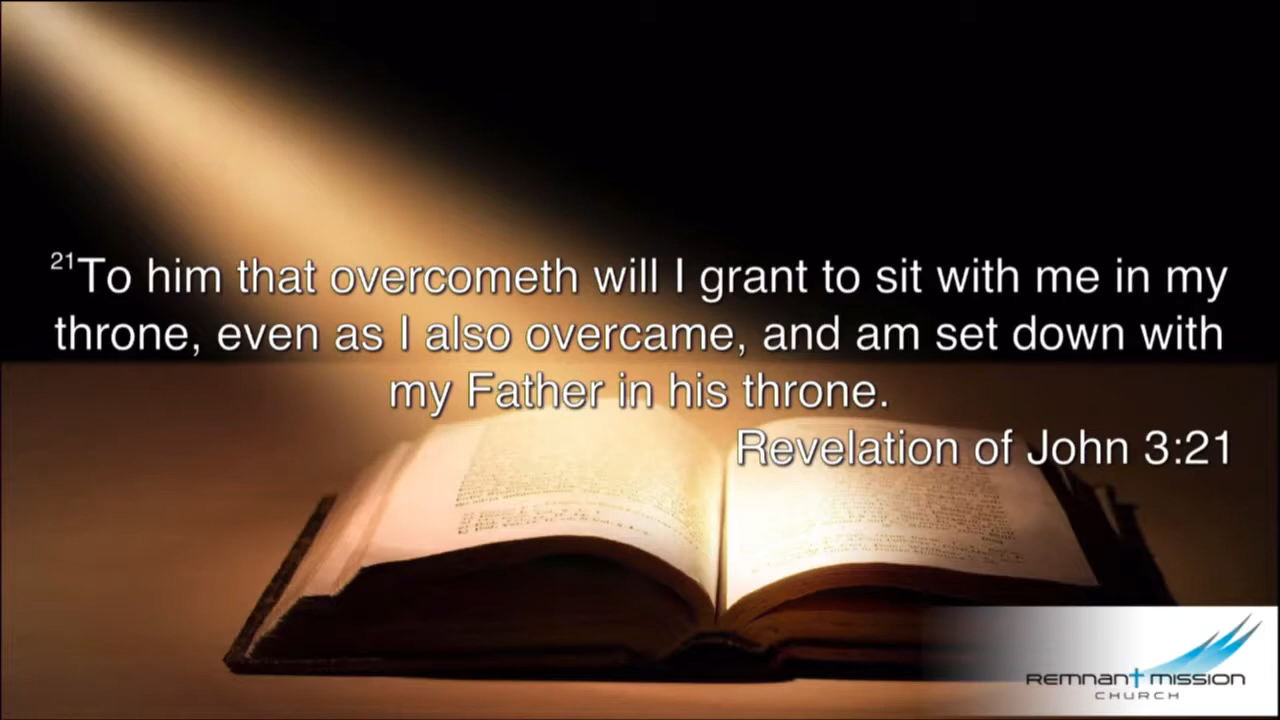 21To him that overcometh will I grant to sit with me in my
throne, even as I also overcame, and am set down with
my Father in his throne.
Revelation of John 3:21
REMNANT MISSION
CHURCH